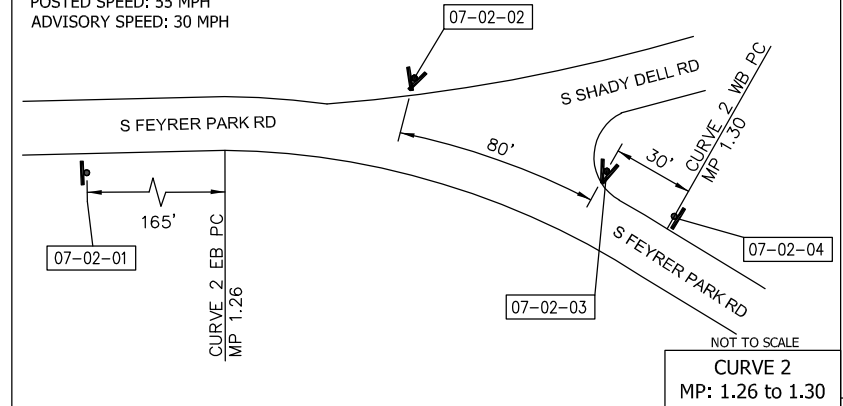 POSTED SPEED: 55 MPH
ADVISORY SPEED: 30 MPH
07-02-02
S SHADY DELL RD
S FEYRER PARK RD
80'
30'
CURVE 2 WB PC
MP 1.30
165'
07-02-01
CURVE 2 EB PC
MP 1.26
07-02-04
S FEYRER PARK RD
07-02-03
NOT TO SCALE
CURVE 2
MP: 1.26 to 1.30